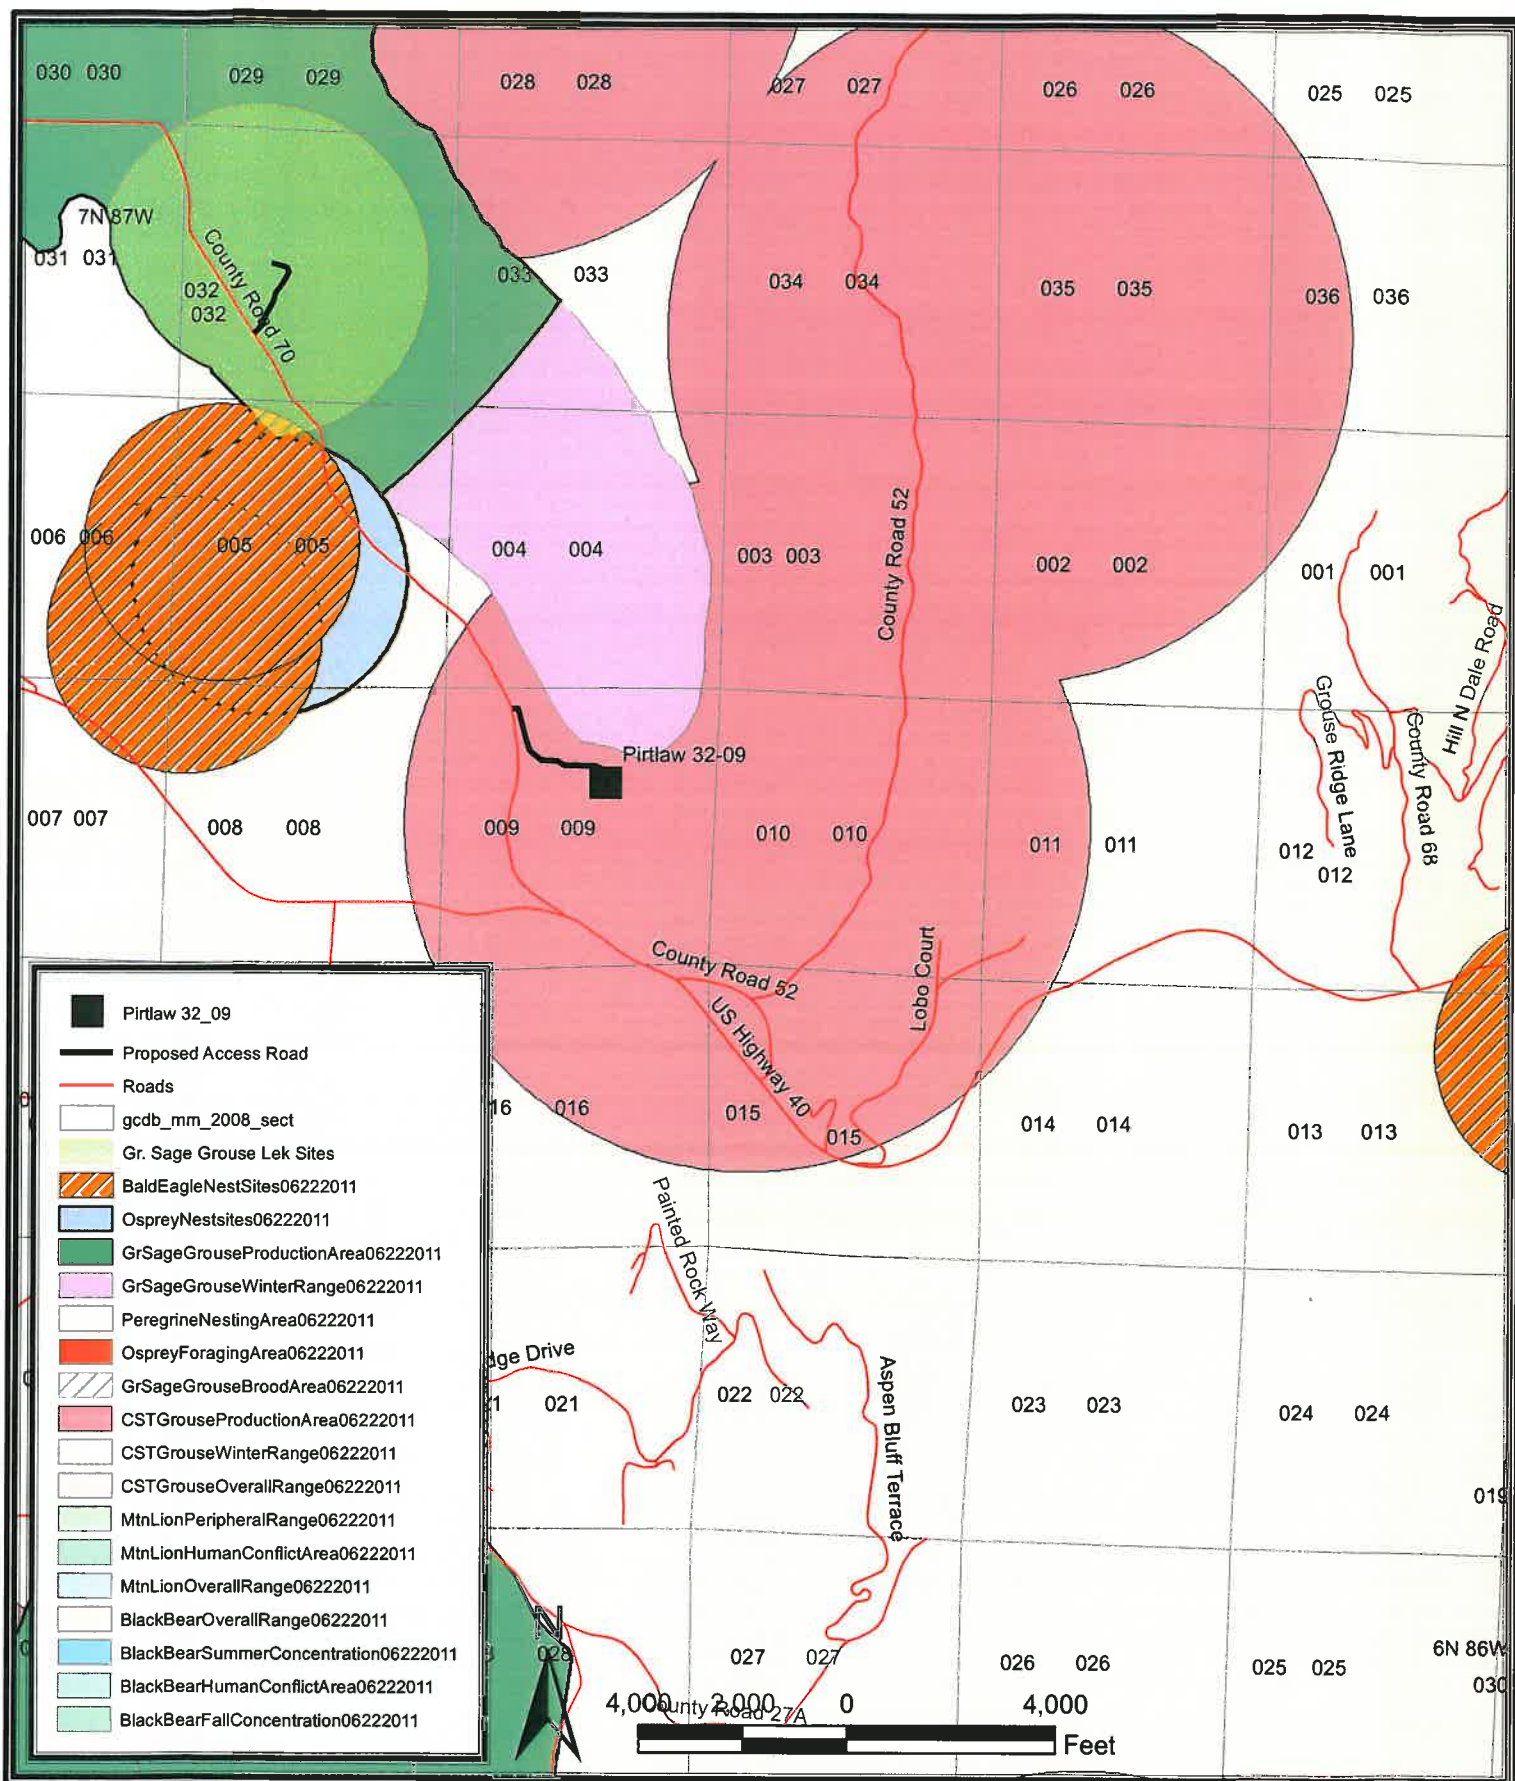 030 030
029 029
028 028
027 027
026 026
025 025
7N 87W
031 031
County Road 70
032
032
033 033
034 034
035 035
036 036
006 006
005 005
004 004
003 003
County Road 52
002 002
001 001
Hill N Dale Road
Grouse Ridge Lane
County Road 68
Pirtlaw 32-09
007 007
008 008
009 009
010 010
011 011
012
012
County Road 52
US Highway 40
Lobo Court
16 016
015
015
014 014
013 013
Painted Rock Way
dge Drive
021
022 022
Aspen Bluff Terrace
023 023
024 024
019
028
027 027
026 026
025 025
6N 86W
030
County Road 27A
N
4,000 2,000 0 4,000
Feet
Pirtlaw 32_09
Proposed Access Road
Roads
gcdb_mm_2008_sect
Gr. Sage Grouse Lek Sites
BaldEagleNestSites06222011
OspreyNestsites06222011
GrSageGrouseProductionArea06222011
GrSageGrouseWinterRange06222011
PeregrineNestingArea06222011
OspreyForagingArea06222011
GrSageGrouseBroodArea06222011
CSTGrouseProductionArea06222011
CSTGrouseWinterRange06222011
CSTGrouseOverallRange06222011
MtnLionPeripheralRange06222011
MtnLionHumanConflictArea06222011
MtnLionOverallRange06222011
BlackBearOverallRange06222011
BlackBearSummerConcentration06222011
BlackBearHumanConflictArea06222011
BlackBearFallConcentration06222011